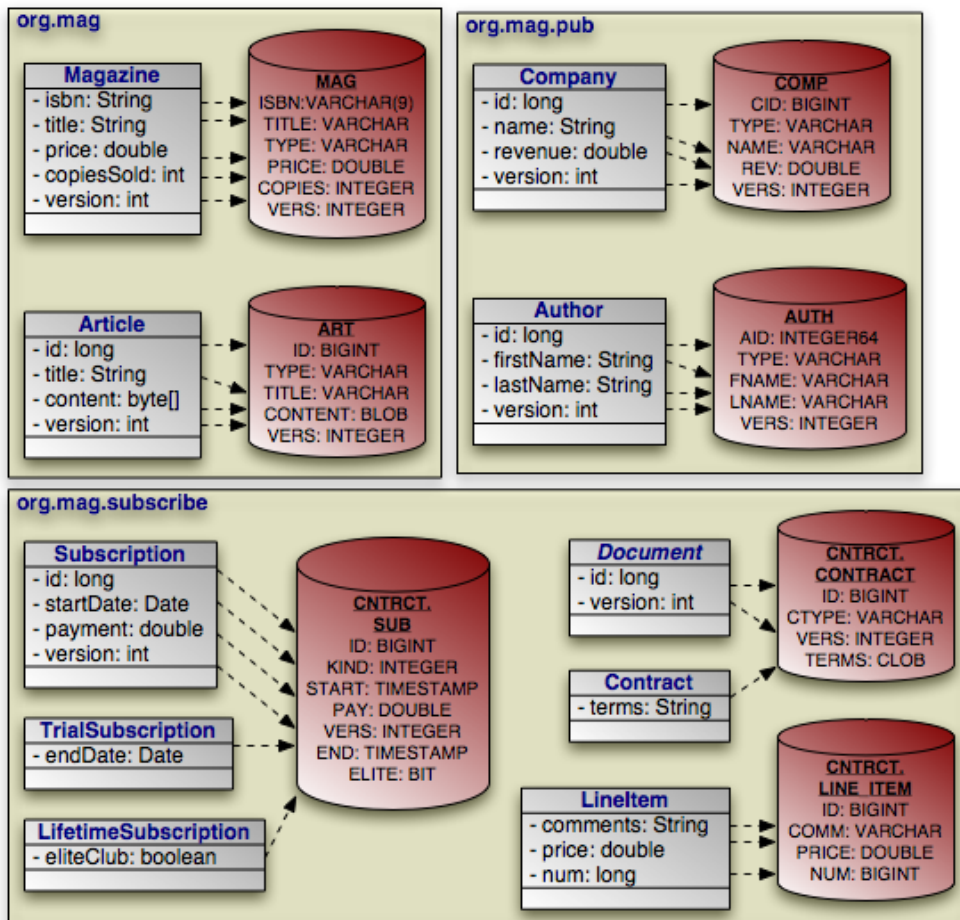 org.mag
Magazine
- isbn: String
- title: String
- price: double
- copiesSold: int
- version: int
MAG
ISBN:VARCHAR(9)
TITLE: VARCHAR
TYPE: VARCHAR
PRICE: DOUBLE
COPIES: INTEGER
VERS: INTEGER
Article
- id: long
- title: String
- content: byte[]
- version: int
ART
ID: BIGINT
TYPE: VARCHAR
TITLE: VARCHAR
CONTENT: BLOB
VERS: INTEGER
org.mag.pub
Company
- id: long
- name: String
- revenue: double
- version: int
COMP
CID: BIGINT
TYPE: VARCHAR
NAME: VARCHAR
REV: DOUBLE
VERS: INTEGER
Author
- id: long
- firstName: String
- lastName: String
- version: int
AUTH
AID: INTEGER64
TYPE: VARCHAR
FNAME: VARCHAR
LNAME: VARCHAR
VERS: INTEGER
org.mag.subscribe
Subscription
- id: long
- startDate: Date
- payment: double
- version: int
TrialSubscription
- endDate: Date
LifetimeSubscription
- eliteClub: boolean
CNTRCT.
SUB
ID: BIGINT
KIND: INTEGER
START: TIMESTAMP
PAY: DOUBLE
VERS: INTEGER
END: TIMESTAMP
ELITE: BIT
Document
- id: long
- version: int
Contract
- terms: String
CNTRCT.
CONTRACT
ID: BIGINT
CTYPE: VARCHAR
VERS: INTEGER
TERMS: CLOB
LineItem
- comments: String
- price: double
- num: long
CNTRCT.
LINE_ITEM
ID: BIGINT
COMM: VARCHAR
PRICE: DOUBLE
NUM: BIGINT